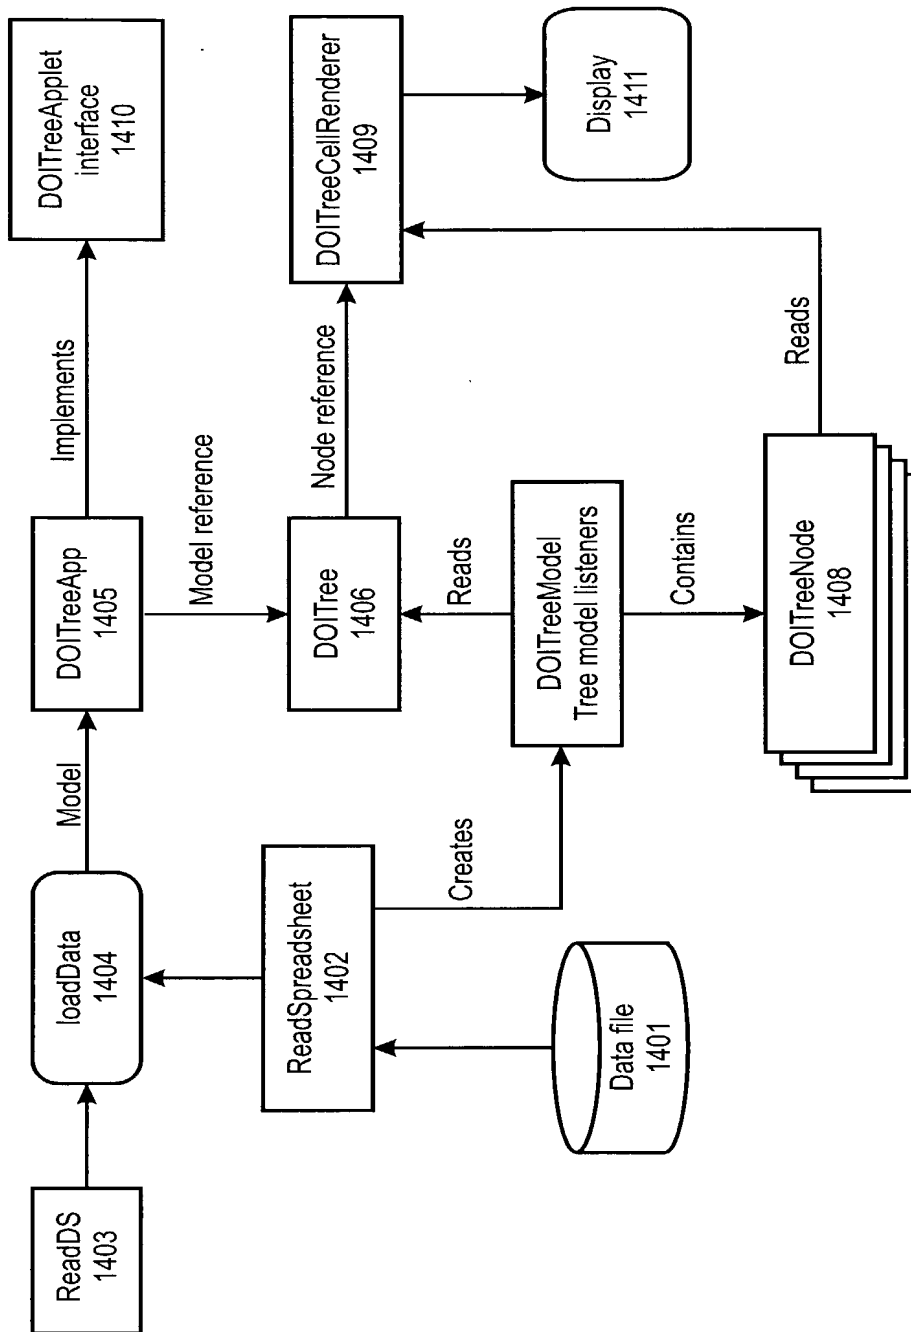 ReadDS
1403
loadData
1404
Model
DOITreeApp
1405
Implements
DOITreeApplet
interface
1410
Model reference
ReadSpreadsheet
1402
DOITree
1406
Node reference
DOITreeCellRenderer
1409
Creates
Reads
Data file
1401
DOITreeModel
Tree model listeners
Display
1411
Contains
DOITreeNode
1408
Reads